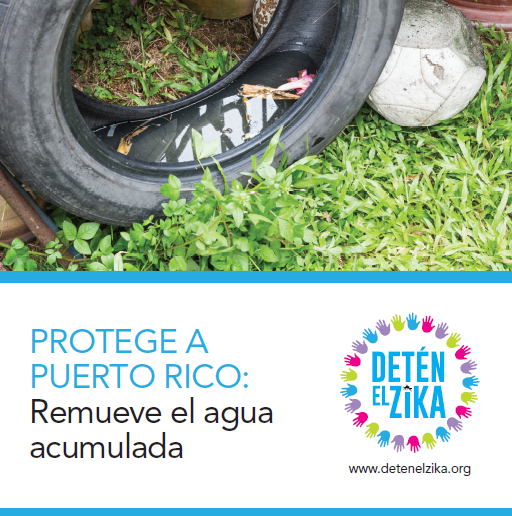 PROTEGE A
PUERTO RICO:
Remueve el agua
acumulada
DETÉN
EL ZIKA
www.detenelzika.org